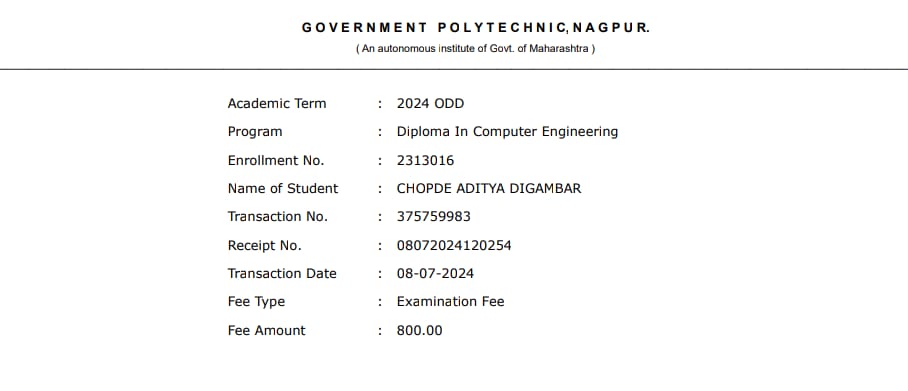 GOVERNMENT POLYTECHNIC, NAGPUR.
( An autonomous institute of Govt. of Maharashtra )
Academic Term : 2024 ODD
Program : Diploma In Computer Engineering
Enrollment No. : 2313016
Name of Student : CHOPDE ADITYA DIGAMBAR
Transaction No. : 375759983
Receipt No. : 08072024120254
Transaction Date : 08-07-2024
Fee Type : Examination Fee
Fee Amount : 800.00